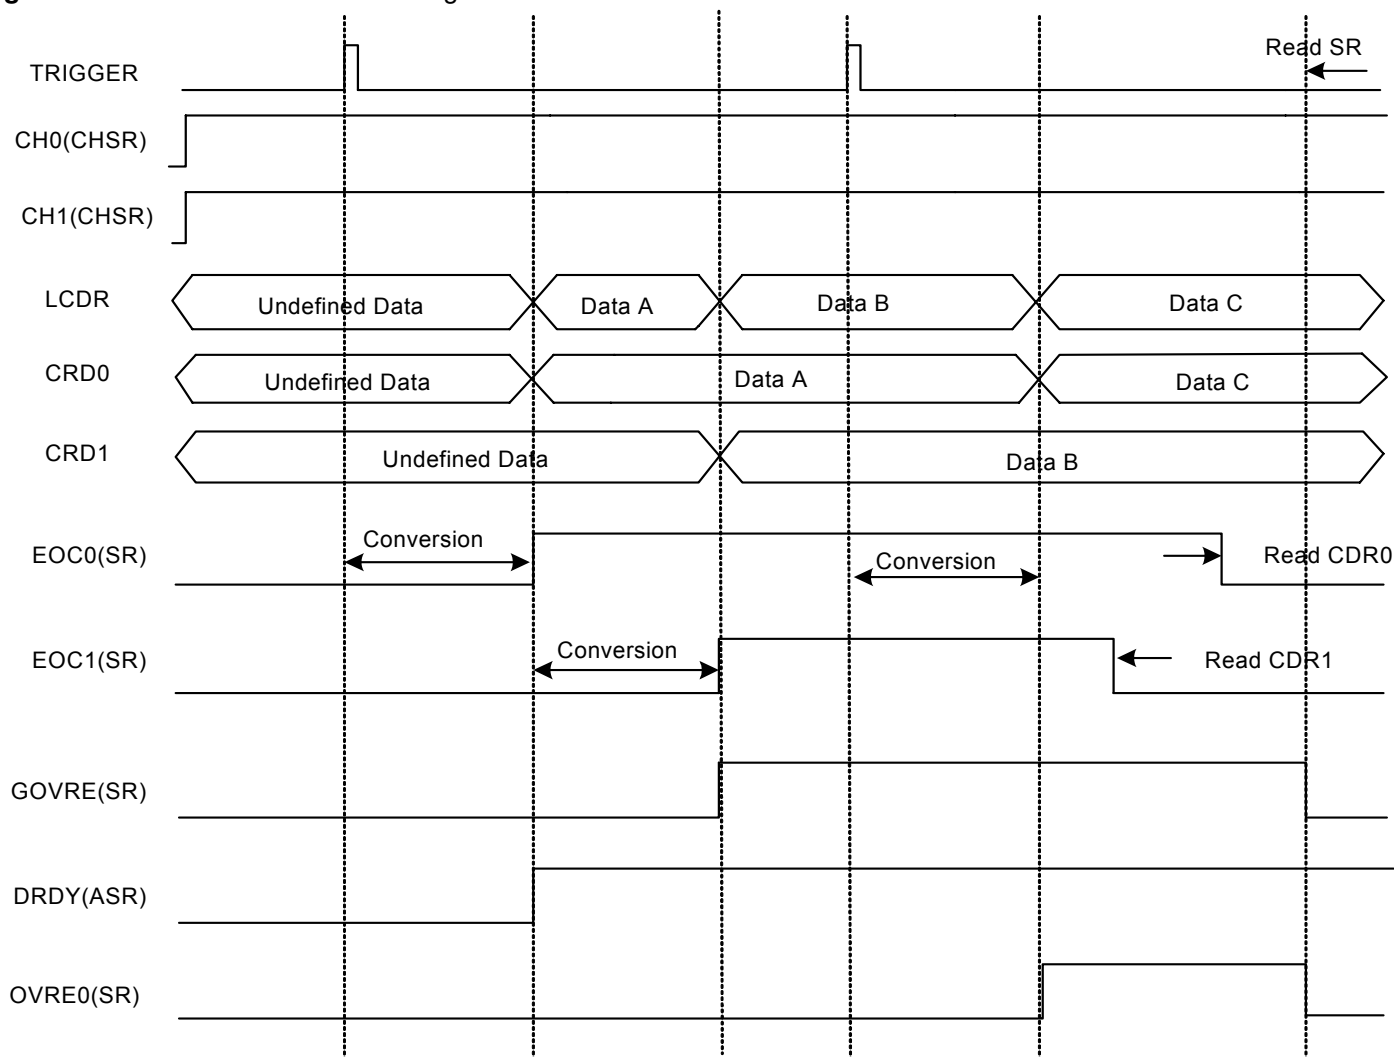 Read SR
TRIGGER
CH0(CHSR)
CH1(CHSR)
LCDR
Undefined Data
Data A
Data B
Data C
CRD0
Undefined Data
Data A
Data C
CRD1
Undefined Data
Data B
EOC0(SR)
Conversion
Conversion
Read CDR0
EOC1(SR)
Conversion
Read CDR1
GOVRE(SR)
DRDY(ASR)
OVRE0(SR)